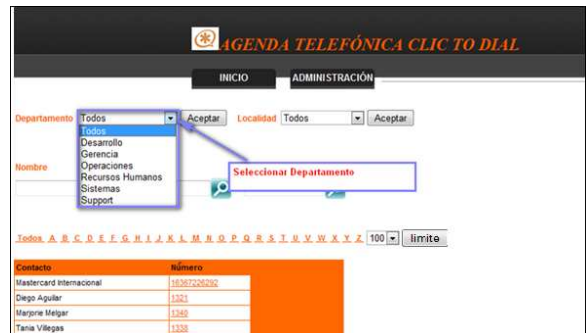 AGENDA TELEFÓNICA CLIC TO DIAL
INICIO ADMINISTRACIÓN
Departamento Todos Aceptar Localidad Todos Aceptar
Todos
Desarrollo
Gerencia
Operaciones
Recursos Humanos
Sistemas
Support
Seleccionar Departamento
Nombre
Todos A B C D E F G H I J K L M N O P Q R S T U V W X Y Z 100 limite
Contacto Número
Mastercard Internacional 18367226292
Diego Aguilar 1321
Marjorie Melgar 1340
Tania Villegas 1338